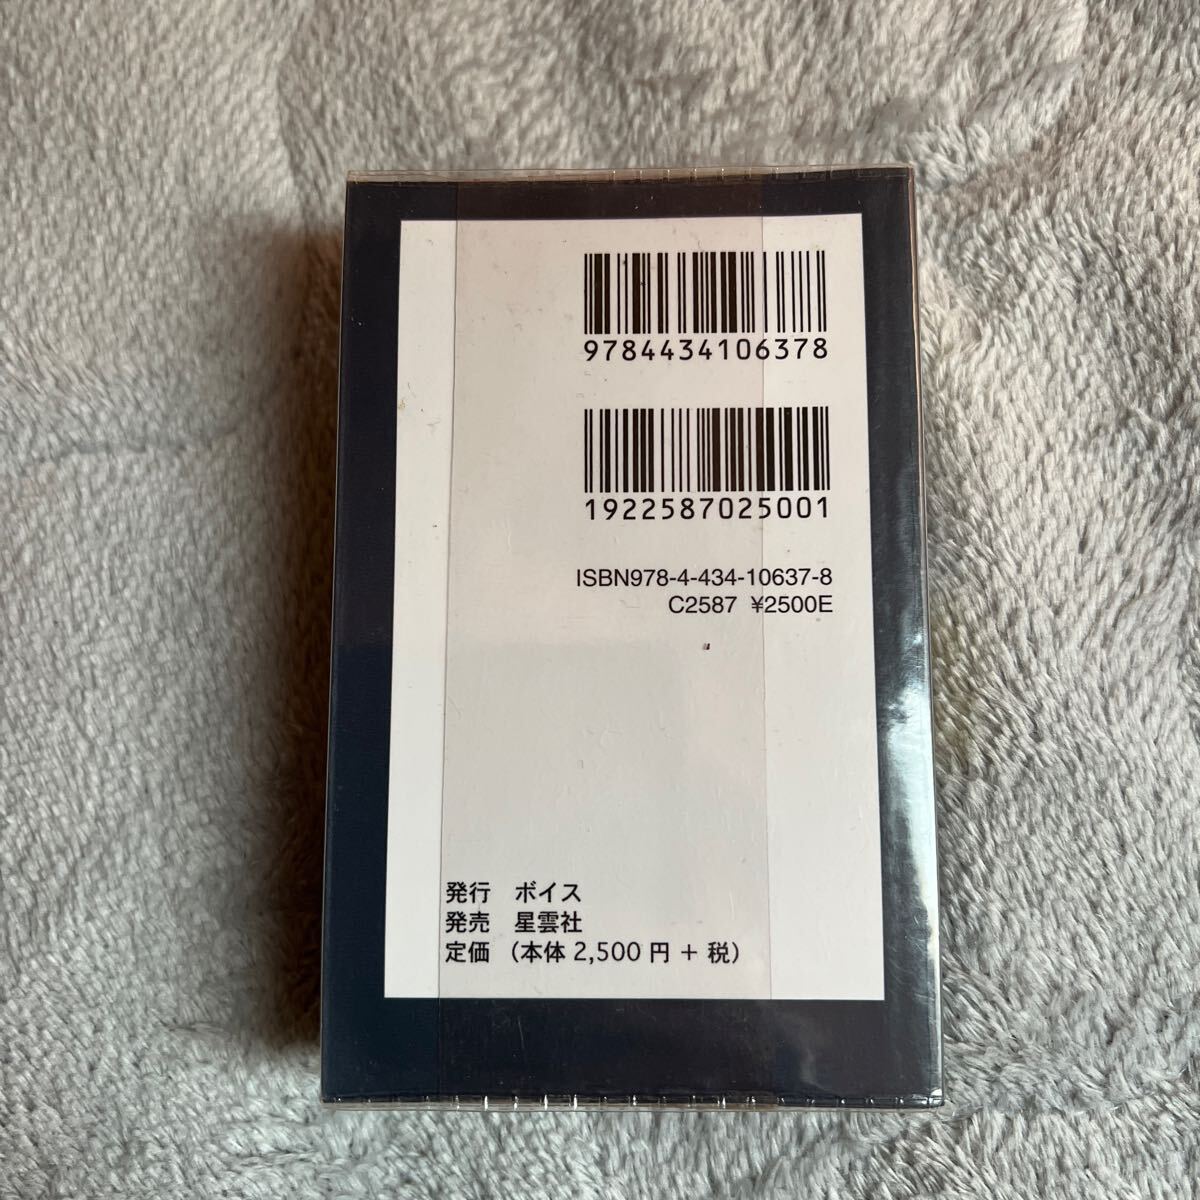 9784434106378
1922587025001
ISBN978-4-434-10637-8
C2587 ¥2500E
発行 ボイス
発売 星雲社
定価 (本体 2,500 円 + 税)